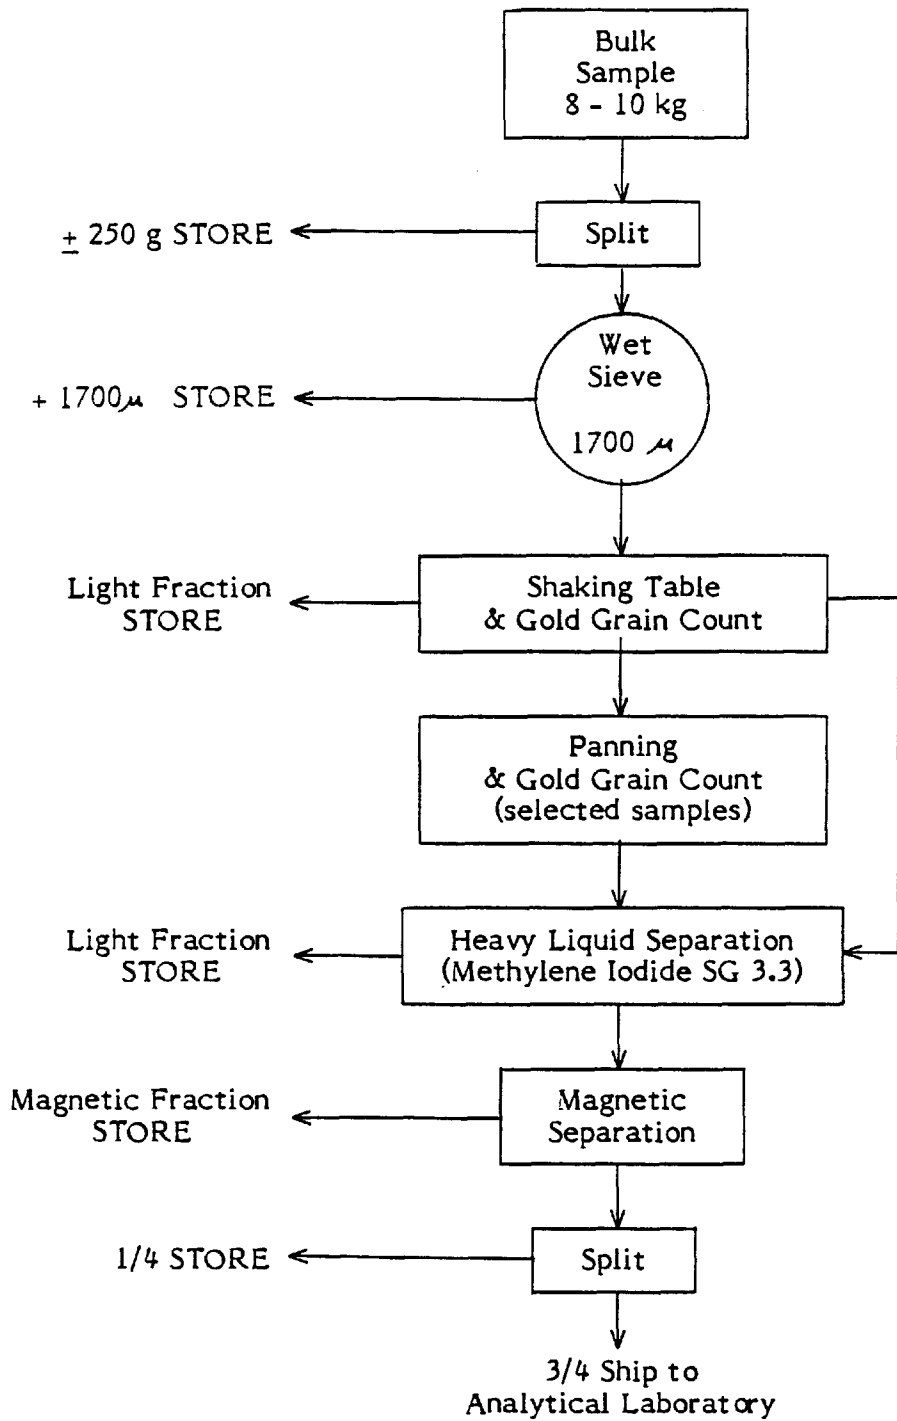 Bulk
Sample
8 - 10 kg
± 250 g STORE
Split
Wet
Sieve
1700 μ
+ 1700μ STORE
Light Fraction
STORE
Shaking Table
& Gold Grain Count
Panning
& Gold Grain Count
(selected samples)
Light Fraction
STORE
Heavy Liquid Separation
(Methylene Iodide SG 3.3)
Magnetic Fraction
STORE
Magnetic
Separation
1/4 STORE
Split
3/4 Ship to
Analytical Laboratory